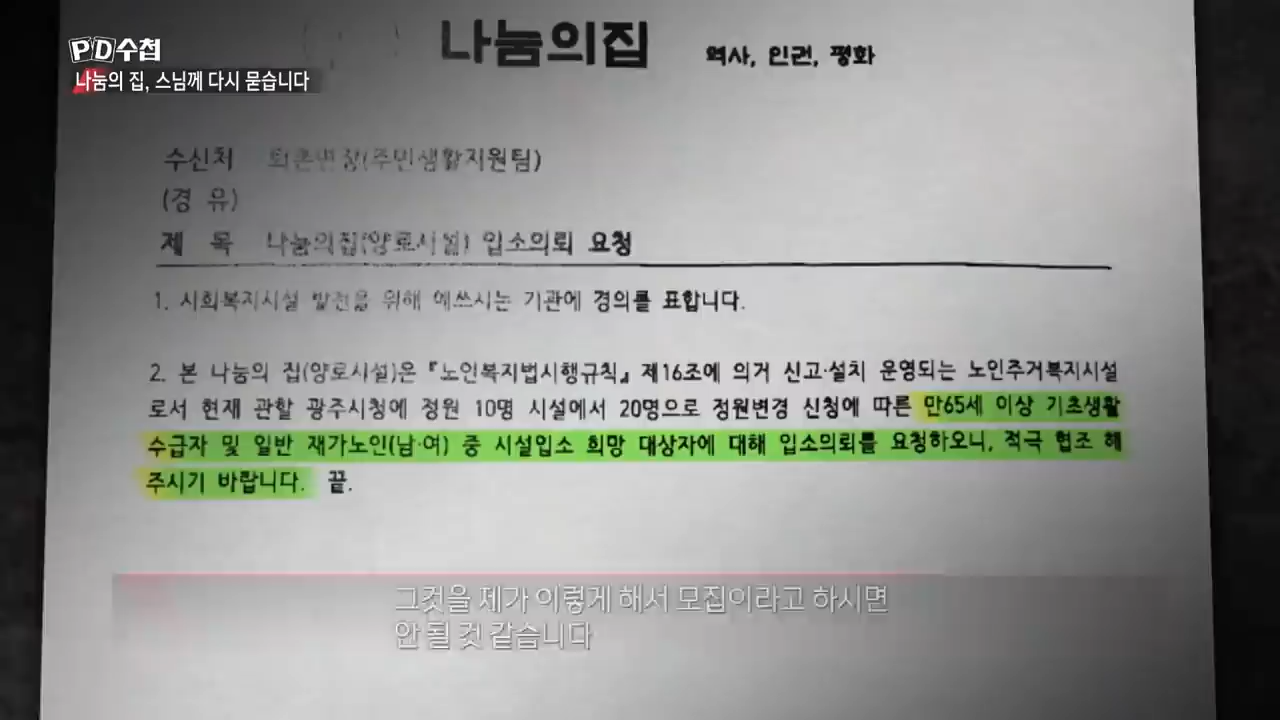 PD수첩
나눔의 집, 스님께 다시 묻습니다
나눔의집 역사, 인권, 평화
수신처 퇴촌면장(주민생활지원팀)
(경 유)
제 목 나눔의집(양로시설) 입소의뢰 요청
1. 사회복지시설 발전을 위해 애쓰시는 기관에 경의를 표합니다.
2. 본 나눔의 집(양로시설)은 『노인복지법시행규칙』 제16조에 의거 신고·설치 운영되는 노인주거복지시설
로서 현재 관할 광주시청에 정원 10명 시설에서 20명으로 정원변경 신청에 따른 만65세 이상 기초생활
수급자 및 일반 재가노인(남·여) 중 시설입소 희망 대상자에 대해 입소의뢰를 요청하오니, 적극 협조 해
주시기 바랍니다. 끝.
그것을 제가 이렇게 해서 모집이라고 하시면
안 될 것 같습니다